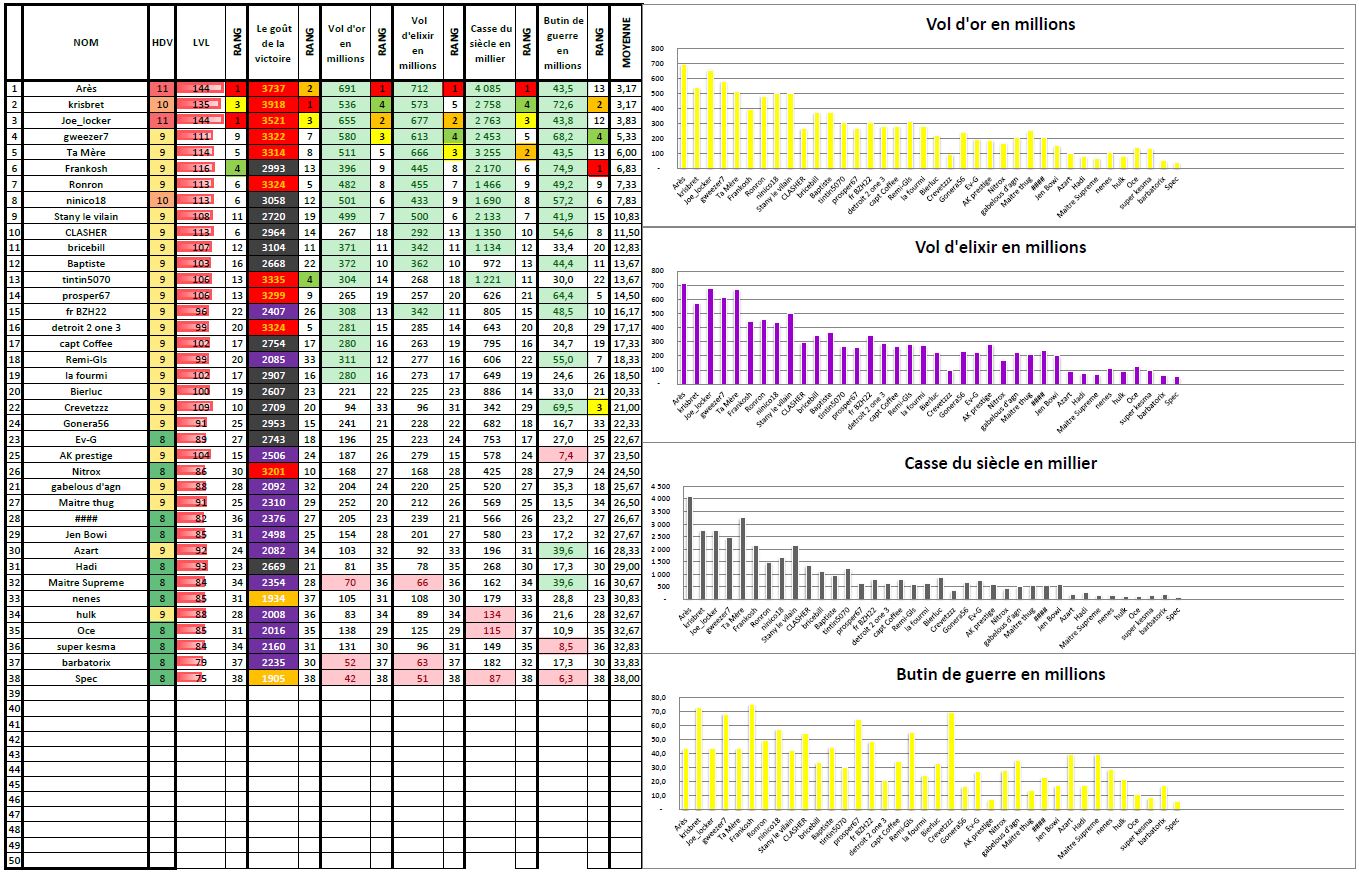 NOM HDV LVL RANG Le goût de la victoire RANG Vol d'or en millions RANG Vol d'elixir en millions RANG Casse du siècle en millier RANG Butin de guerre en millions RANG MOYENNE
1 Arès 11 144 1 3737 2 691 1 712 1 4 085 1 43,5 13 3,17
2 krisbret 10 135 3 3918 1 536 4 573 5 2 758 4 72,6 2 3,17
3 Joe_locker 11 144 1 3521 3 655 2 677 2 2 763 3 43,8 12 3,83
4 gweezer7 9 111 9 3322 7 580 3 613 4 2 453 5 68,2 4 5,33
5 Ta Mère 9 114 5 3314 8 511 5 666 3 3 255 2 43,5 13 6,00
6 Frankosh 9 116 4 2993 13 396 9 445 8 2 170 6 74,9 1 6,83
7 Ronron 9 113 6 3324 5 482 8 455 7 1 466 9 49,2 9 7,33
8 ninico18 10 113 6 3058 12 501 6 433 9 1 690 8 57,2 6 7,83
9 Stany le vilain 9 108 11 2720 19 499 7 500 6 2 133 7 41,9 15 10,83
10 CLASHER 9 113 6 2964 14 267 18 292 13 1 350 10 54,6 8 11,50
11 bricebill 9 107 12 3104 11 371 11 342 11 1 134 12 33,4 20 12,83
12 Baptiste 9 103 16 2668 22 372 10 362 10 972 13 44,4 11 13,67
13 tintin5070 9 106 13 3335 4 304 14 268 18 1 221 11 30,0 22 13,67
14 prosper67 9 106 13 3299 9 265 19 257 20 626 21 64,4 5 14,50
15 fr BZH22 9 96 22 2407 26 308 13 342 11 805 15 48,5 10 16,17
16 detroit 2 one 3 9 99 20 3324 5 281 15 285 14 643 20 20,8 29 17,17
17 capt Coffee 9 102 17 2754 17 280 16 263 19 795 16 34,7 19 17,33
18 Remi-Gls 9 99 20 2085 33 311 12 277 16 606 22 55,0 7 18,33
19 la fourmi 9 102 17 2907 16 280 16 273 17 649 19 24,6 26 18,50
20 Bierluc 9 100 19 2607 23 221 22 225 23 886 14 33,0 21 20,33
22 Crevetzzz 9 109 10 2709 20 94 33 96 31 342 29 69,5 3 21,00
24 Gonera56 9 91 25 2953 15 241 21 228 22 682 18 16,7 33 22,33
23 Ev-G 8 89 27 2743 18 196 25 223 24 753 17 27,0 25 22,67
25 AK prestige 9 104 15 2506 24 187 26 279 15 578 24 7,4 37 23,50
26 Nitrox 8 86 30 3201 10 168 27 168 28 425 28 27,9 24 24,50
21 gabelous d'agn 9 88 28 2092 32 204 24 220 25 520 27 35,3 18 25,67
27 Maitre thug 9 91 25 2310 29 252 20 212 26 569 25 13,5 34 26,50
28 #### 8 82 36 2376 27 205 23 239 21 566 26 23,2 27 26,67
29 Jen Bowi 8 85 31 2498 25 154 28 201 27 580 23 17,2 32 27,67
30 Azart 9 92 24 2082 34 103 32 92 33 196 31 39,6 16 28,33
31 Hadi 8 93 23 2669 21 81 35 78 35 268 30 17,3 30 29,00
32 Maitre Supreme 8 84 34 2354 28 70 36 66 36 162 34 39,6 16 30,67
33 nenes 8 85 31 1934 37 105 31 108 30 179 33 28,8 23 30,83
34 hulk 9 88 28 2008 36 83 34 89 34 134 36 21,6 28 32,67
35 Oce 8 85 31 2016 35 138 29 125 29 115 37 10,9 35 32,67
36 super kesma 8 84 34 2160 31 131 30 96 31 149 35 8,5 36 32,83
37 barbatorix 8 79 37 2235 30 52 37 63 37 182 32 17,3 30 33,83
38 Spec 8 75 38 1905 38 42 38 51 38 87 38 6,3 38 38,00
39
40
41
42
43
44
45
46
47
48
49
50
Vol d'or en millions
800
700
600
500
400
300
200
100
-
Arès krisbret Joe_locker gweezer7 Ta Mère Frankosh Ronron ninico18 Stany le vilain CLASHER bricebill Baptiste tintin5070 prosper67 fr BZH22 detroit 2 one 3 capt Coffee Remi-Gls la fourmi Bierluc Crevetzzz Gonera56 Ev-G AK prestige Nitrox gabelous d'agn Maitre thug #### Jen Bowi Azart Hadi Maitre Supreme nenes hulk Oce super kesma barbatorix Spec
Vol d'elixir en millions
800
700
600
500
400
300
200
100
-
Arès krisbret Joe_locker gweezer7 Ta Mère Frankosh Ronron ninico18 Stany le vilain CLASHER bricebill Baptiste tintin5070 prosper67 fr BZH22 detroit 2 one 3 capt Coffee Remi-Gls la fourmi Bierluc Crevetzzz Gonera56 Ev-G AK prestige Nitrox gabelous d'agn Maitre thug #### Jen Bowi Azart Hadi Maitre Supreme nenes hulk Oce super kesma barbatorix Spec
Casse du siècle en millier
4 500
4 000
3 500
3 000
2 500
2 000
1 500
1 000
500
-
Arès krisbret Joe_locker gweezer7 Ta Mère Frankosh Ronron ninico18 Stany le vilain CLASHER bricebill Baptiste tintin5070 prosper67 fr BZH22 detroit 2 one 3 capt Coffee Remi-Gls la fourmi Bierluc Crevetzzz Gonera56 Ev-G AK prestige Nitrox gabelous d'agn Maitre thug #### Jen Bowi Azart Hadi Maitre Supreme nenes hulk Oce super kesma barbatorix Spec
Butin de guerre en millions
80,0
70,0
60,0
50,0
40,0
30,0
20,0
10,0
-
Arès krisbret Joe_locker gweezer7 Ta Mère Frankosh Ronron ninico18 Stany le vilain CLASHER bricebill Baptiste tintin5070 prosper67 fr BZH22 detroit 2 one 3 capt Coffee Remi-Gls la fourmi Bierluc Crevetzzz Gonera56 Ev-G AK prestige Nitrox gabelous d'agn Maitre thug #### Jen Bowi Azart Hadi Maitre Supreme nenes hulk Oce super kesma barbatorix Spec